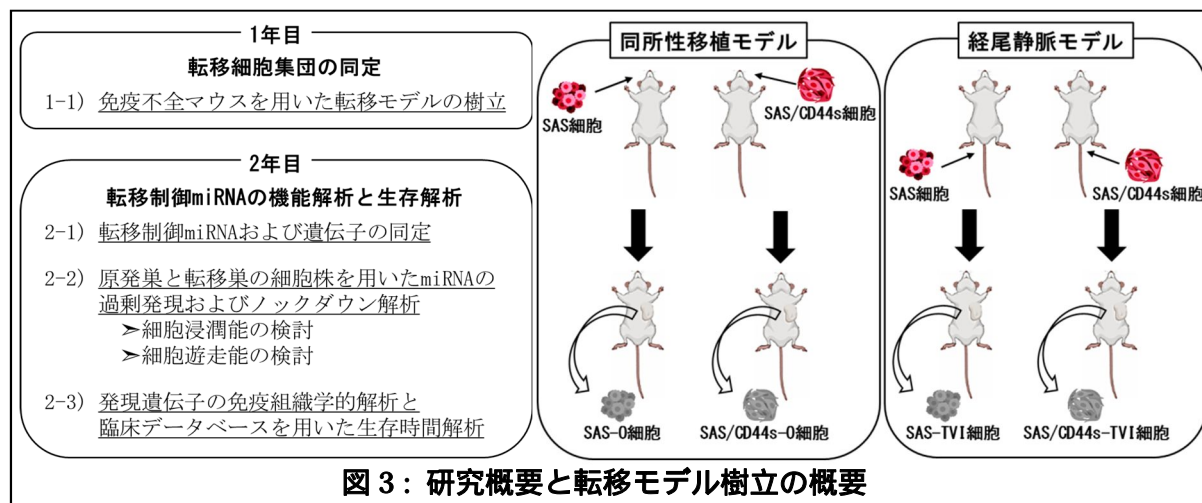 1年目
転移細胞集団の同定
1-1) 免疫不全マウスを用いた転移モデルの樹立
2年目
転移制御miRNAの機能解析と生存解析
2-1) 転移制御miRNAおよび遺伝子の同定
2-2) 原発巣と転移巣の細胞株を用いたmiRNAの
過剰発現およびノックダウン解析
➢細胞浸潤能の検討
➢細胞遊走能の検討
2-3) 発現遺伝子の免疫組織学的解析と
臨床データベースを用いた生存時間解析
同所性移植モデル
SAS細胞
SAS/CD44s細胞
SAS-O細胞
SAS/CD44s-O細胞
経尾静脈モデル
SAS細胞
SAS/CD44s細胞
SAS-TVI細胞
SAS/CD44s-TVI細胞
図3: 研究概要と転移モデル樹立の概要